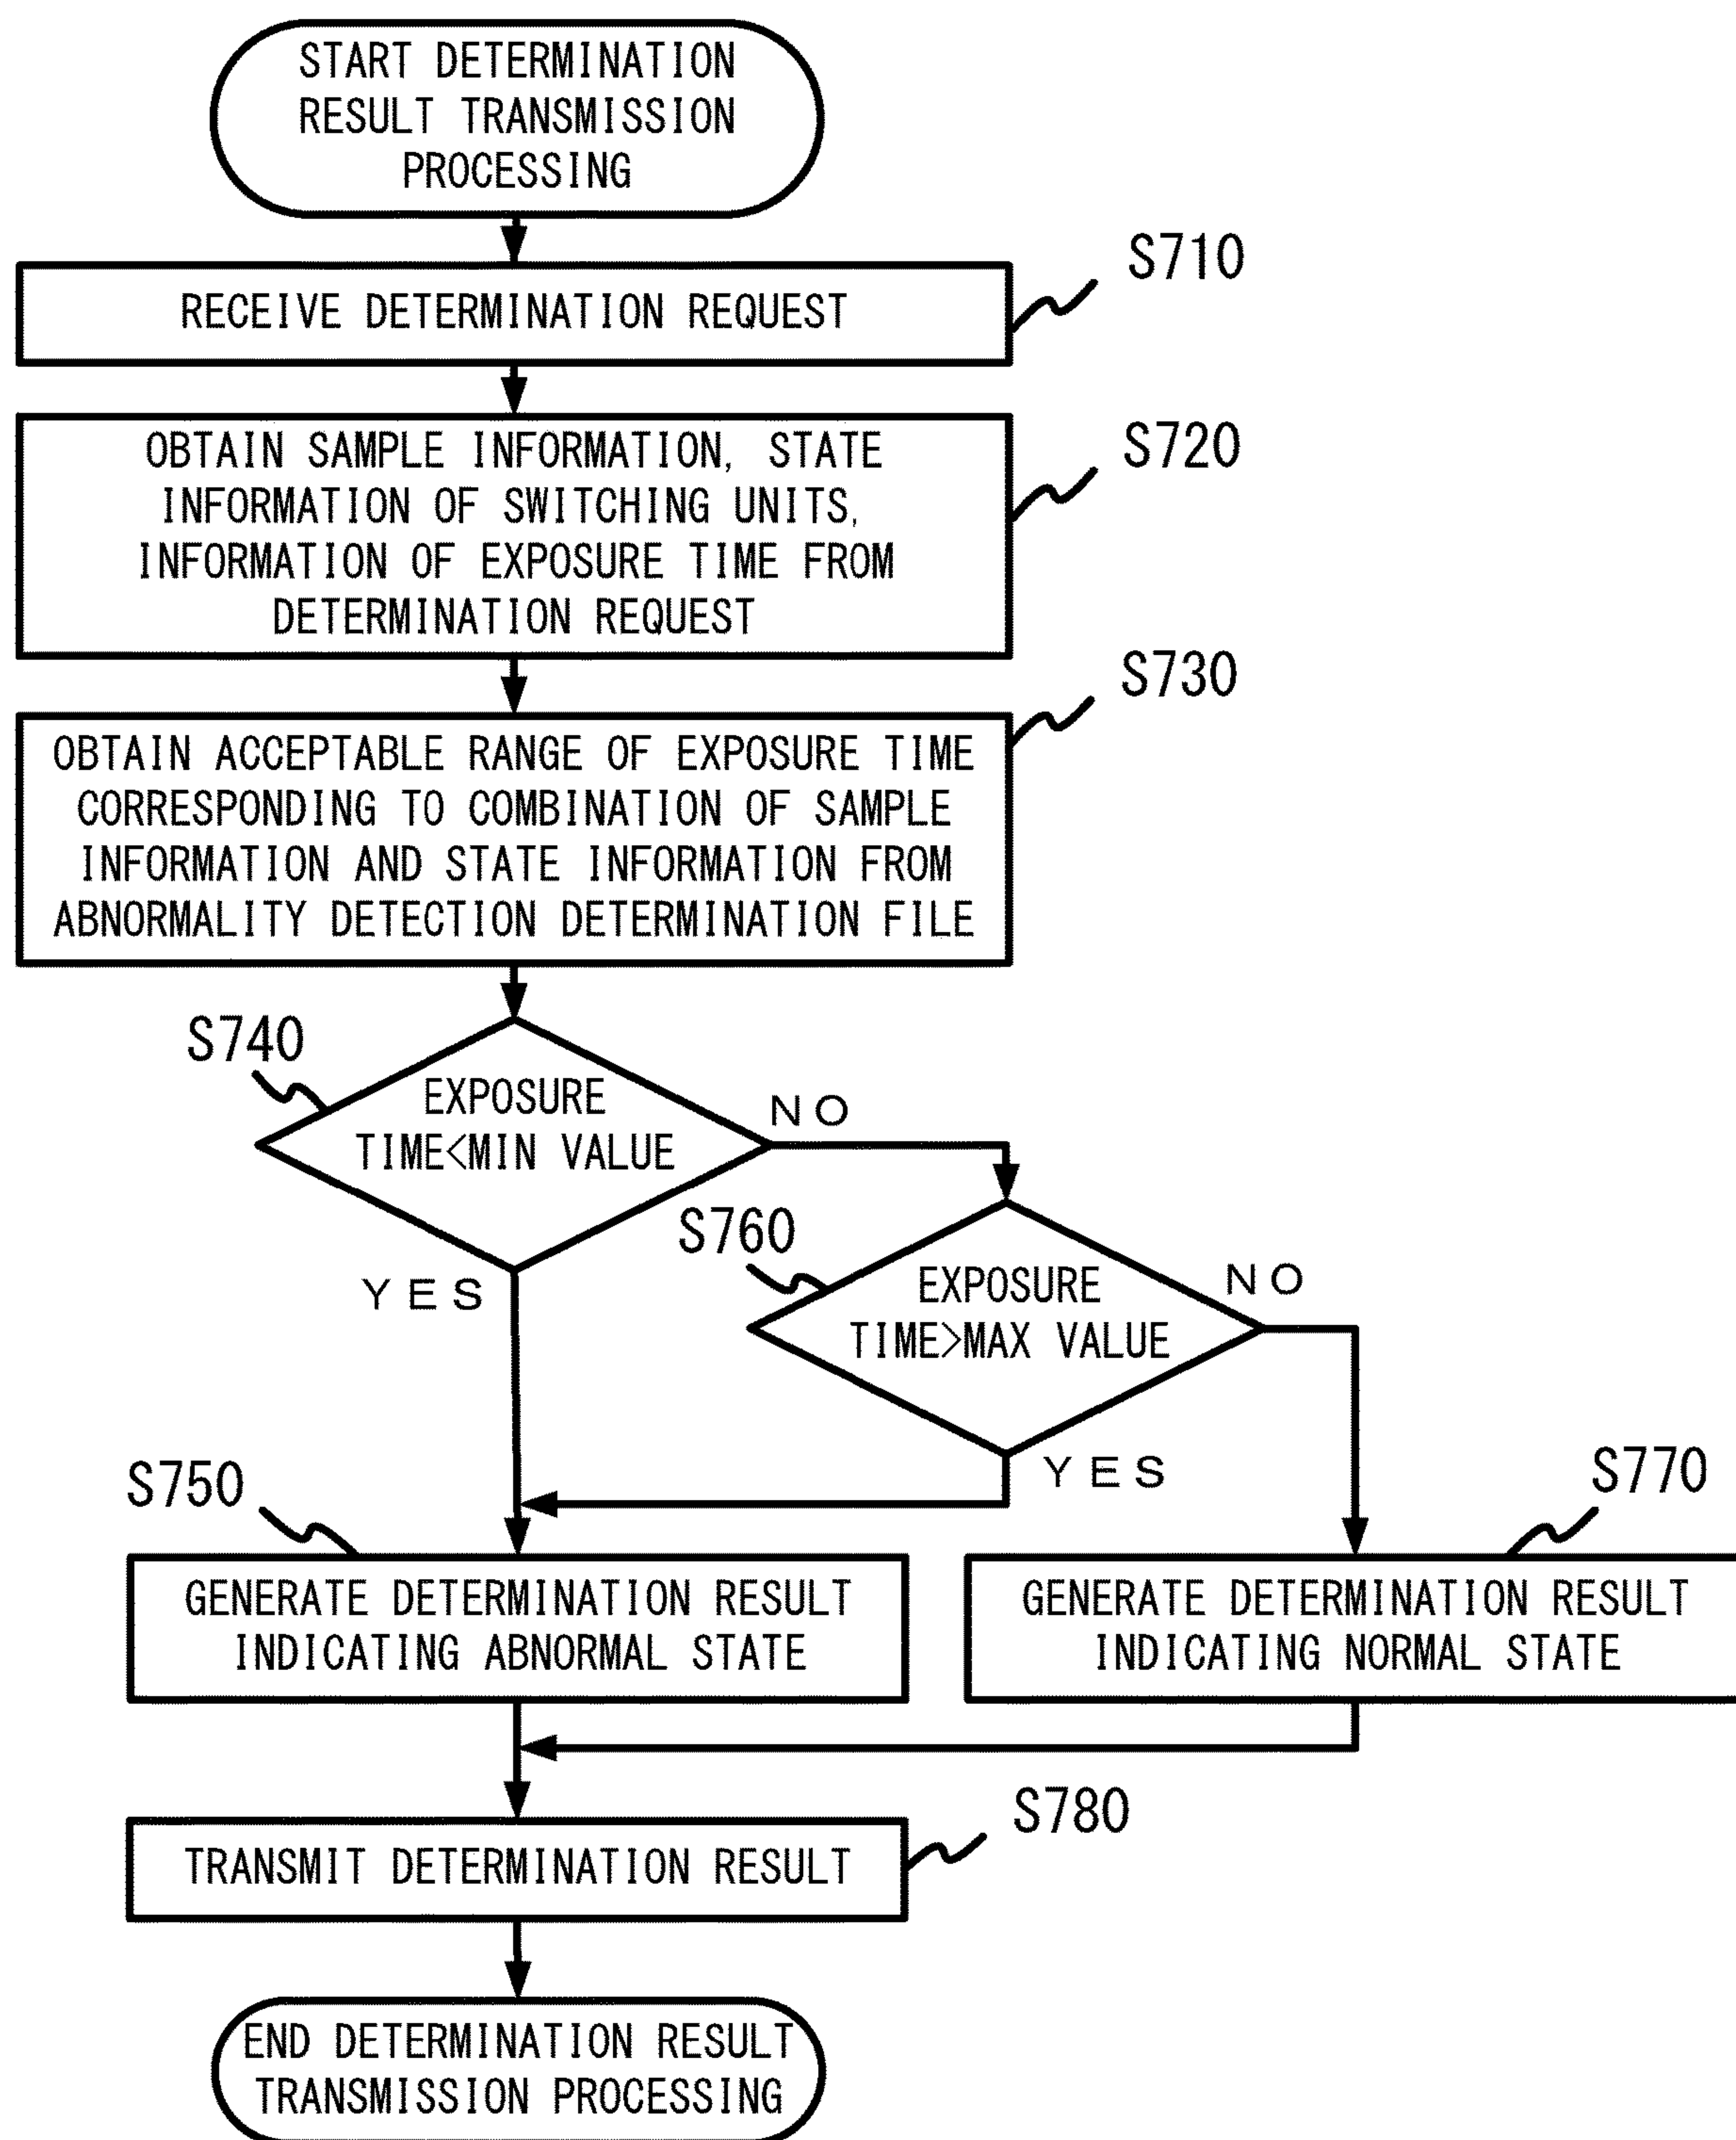 START DETERMINATION
RESULT TRANSMISSION
PROCESSING
S710
RECEIVE DETERMINATION REQUEST
S720
OBTAIN SAMPLE INFORMATION, STATE
INFORMATION OF SWITCHING UNITS,
INFORMATION OF EXPOSURE TIME FROM
DETERMINATION REQUEST
S730
OBTAIN ACCEPTABLE RANGE OF EXPOSURE TIME
CORRESPONDING TO COMBINATION OF SAMPLE
INFORMATION AND STATE INFORMATION FROM
ABNORMALITY DETECTION DETERMINATION FILE
S740
EXPOSURE
TIME<MIN VALUE
NO
YES
S760
EXPOSURE
TIME>MAX VALUE
NO
YES
S750
GENERATE DETERMINATION RESULT
INDICATING ABNORMAL STATE
S770
GENERATE DETERMINATION RESULT
INDICATING NORMAL STATE
S780
TRANSMIT DETERMINATION RESULT
END DETERMINATION RESULT
TRANSMISSION PROCESSING